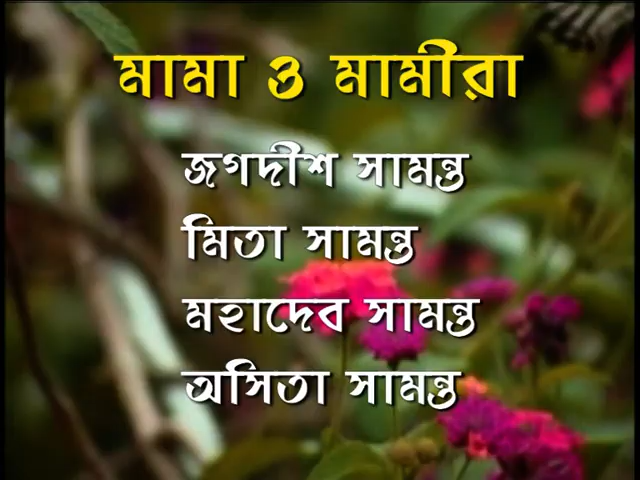 মামা ও মামীরা
জগদীশ সামন্ত
মিতা সামন্ত
মহাদেব সামন্ত
অসিতা সামন্ত